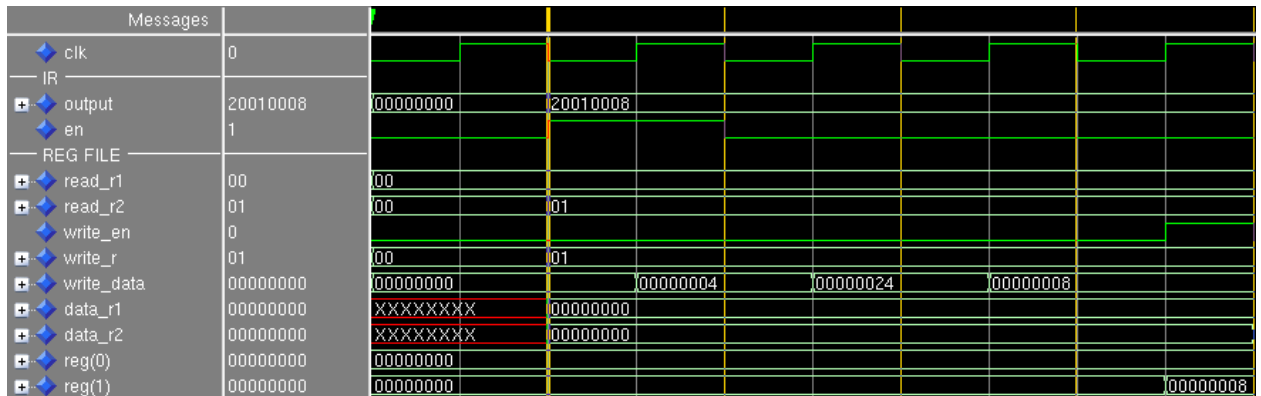 Messages
clk 0
IR
output 20010008 00000000 20010008
en 1
REG FILE
read_r1 00 00
read_r2 01 00 01
write_en 0
write_r 01 00 01
write_data 00000000 00000000 00000004 00000024 00000008
data_r1 00000000 XXXXXXXX 00000000
data_r2 00000000 XXXXXXXX 00000000
reg(0) 00000000 00000000
reg(1) 00000000 00000000 00000008